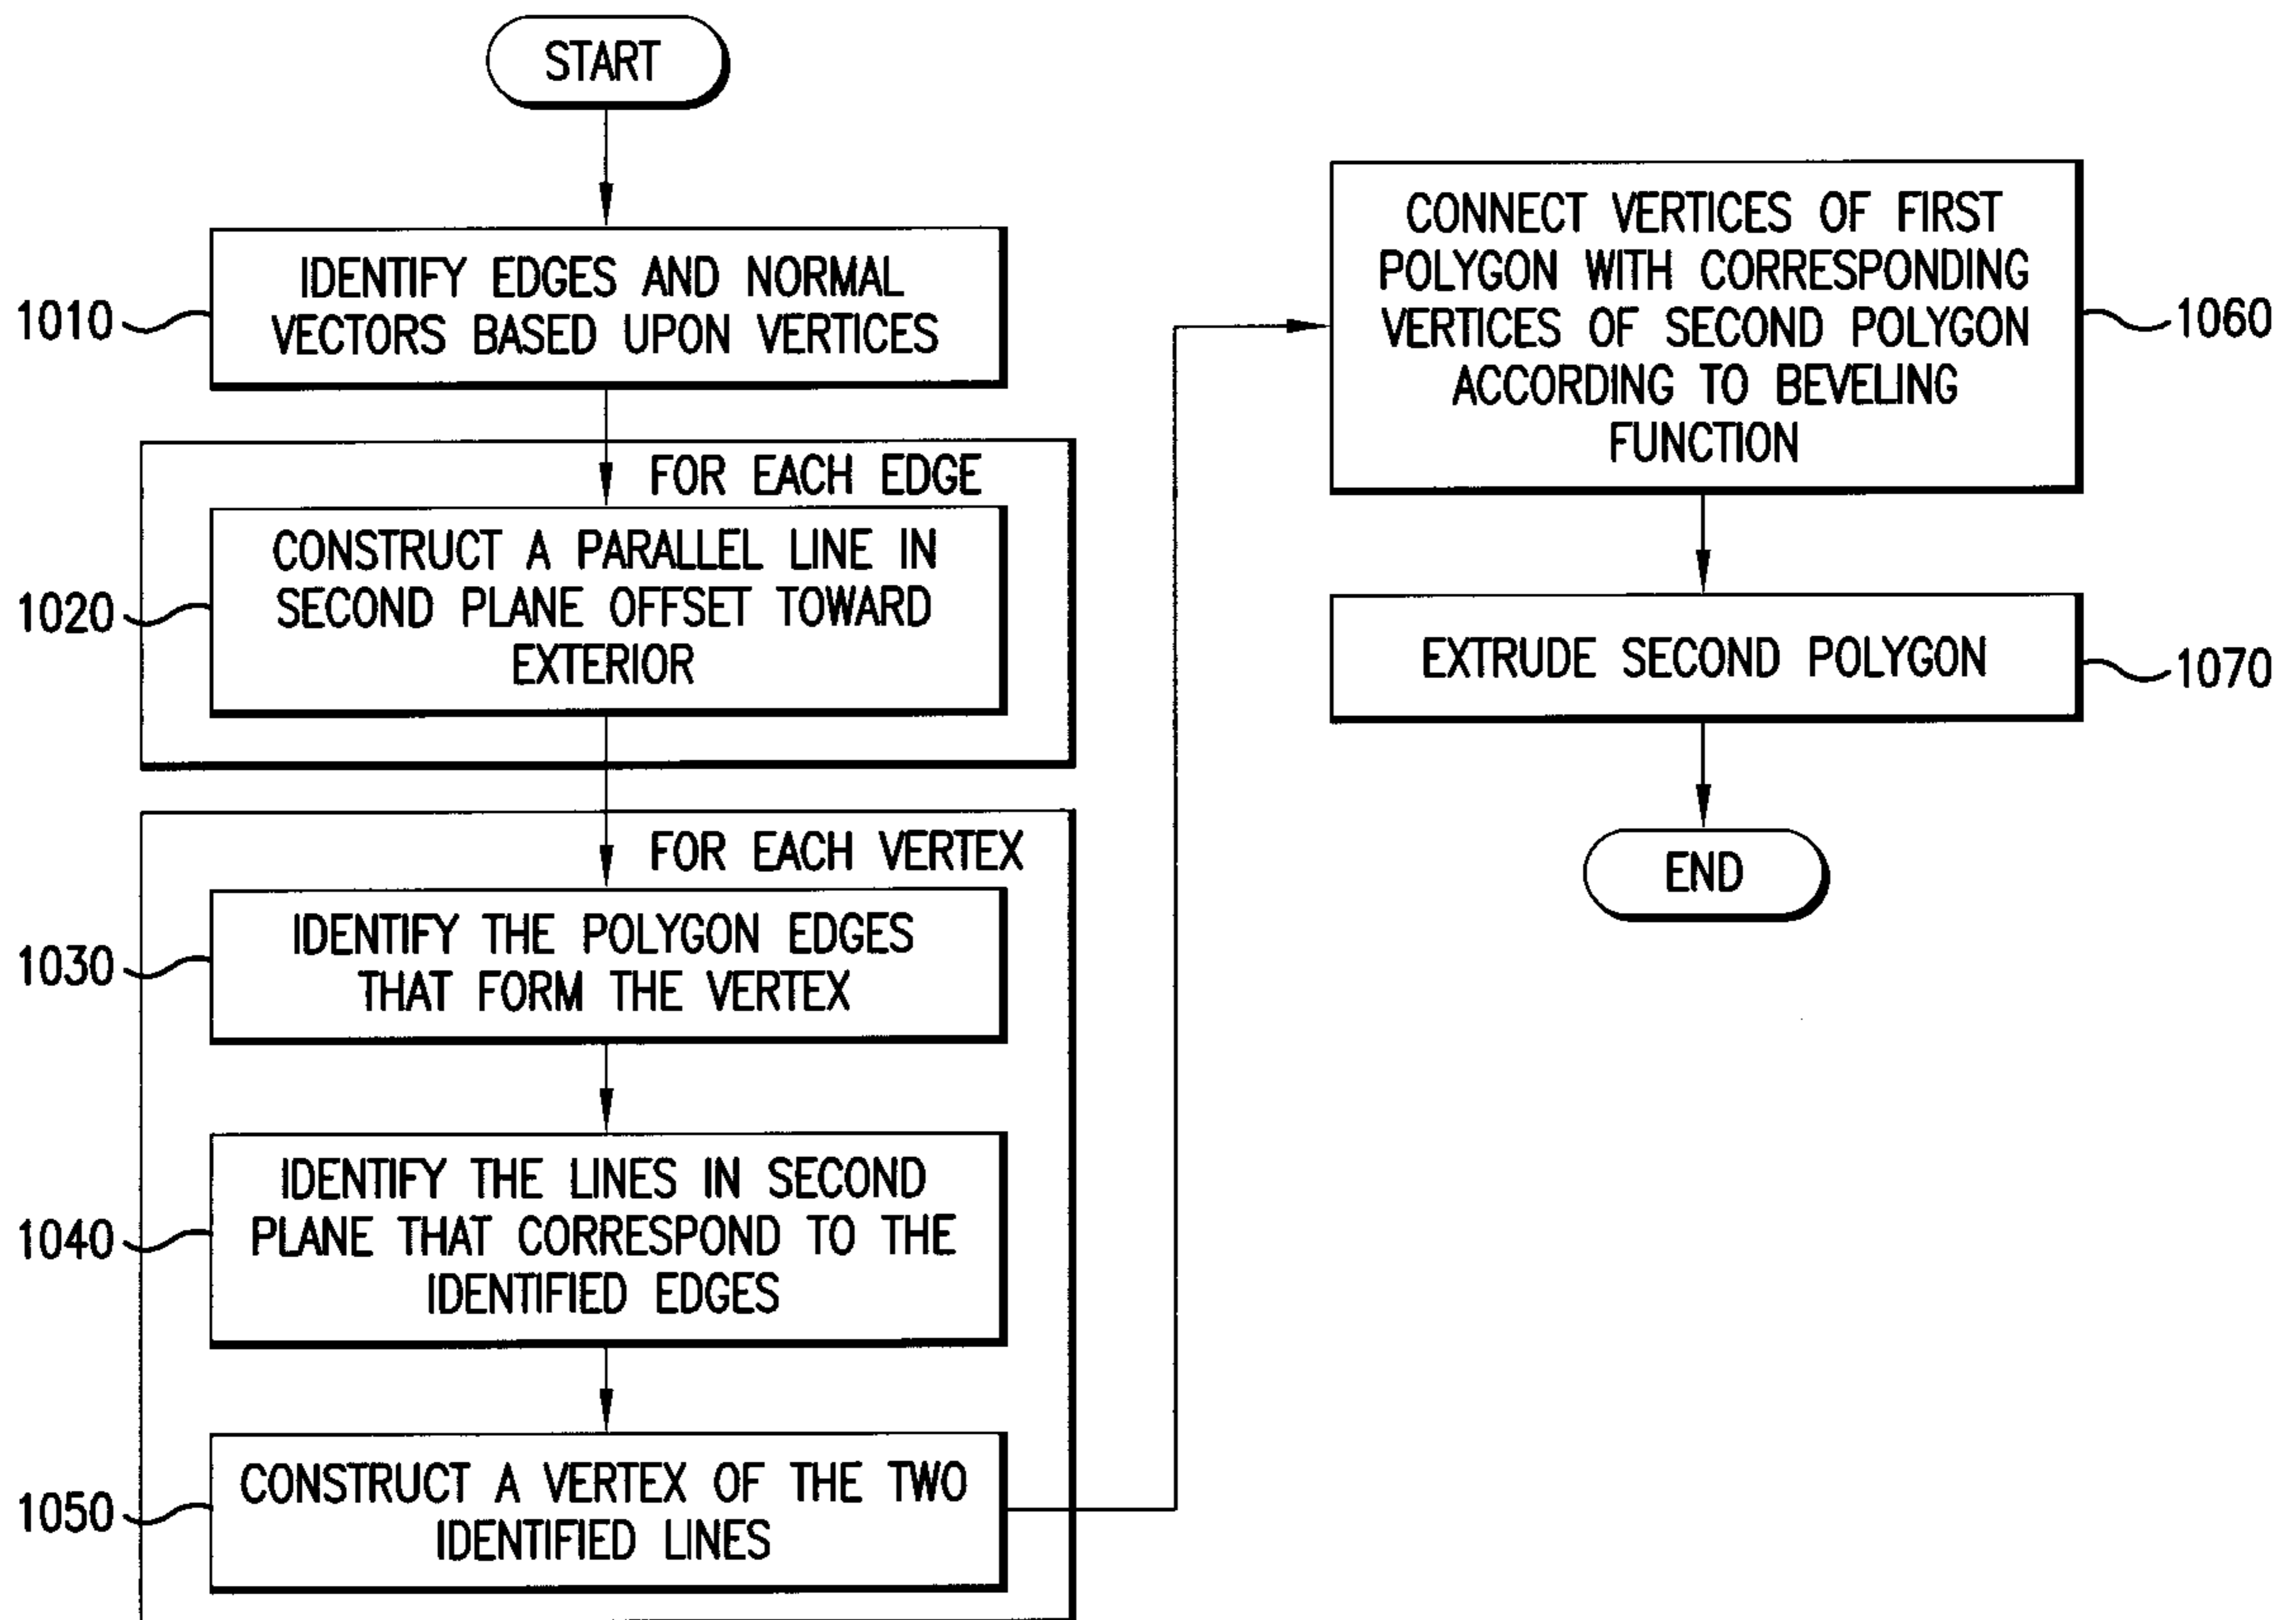 START
IDENTIFY EDGES AND NORMAL
VECTORS BASED UPON VERTICES
1010
FOR EACH EDGE
CONSTRUCT A PARALLEL LINE IN
SECOND PLANE OFFSET TOWARD
EXTERIOR
1020
FOR EACH VERTEX
IDENTIFY THE POLYGON EDGES
THAT FORM THE VERTEX
1030
IDENTIFY THE LINES IN SECOND
PLANE THAT CORRESPOND TO THE
IDENTIFIED EDGES
1040
CONSTRUCT A VERTEX OF THE TWO
IDENTIFIED LINES
1050
CONNECT VERTICES OF FIRST
POLYGON WITH CORRESPONDING
VERTICES OF SECOND POLYGON
ACCORDING TO BEVELING
FUNCTION
1060
EXTRUDE SECOND POLYGON
1070
END